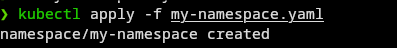 ❯ kubectl apply -f my-namespace.yaml
namespace/my-namespace created